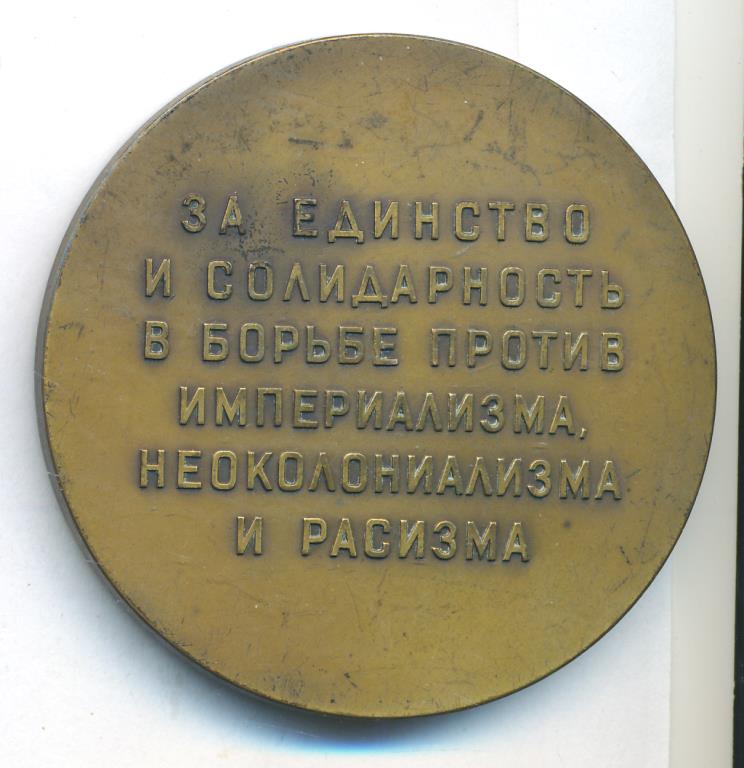 ЗА ЕДИНСТВО
И СОЛИДАРНОСТЬ
В БОРЬБЕ ПРОТИВ
ИМПЕРИАЛИЗМА,
НЕОКОЛОНИАЛИЗМА
И РАСИЗМА